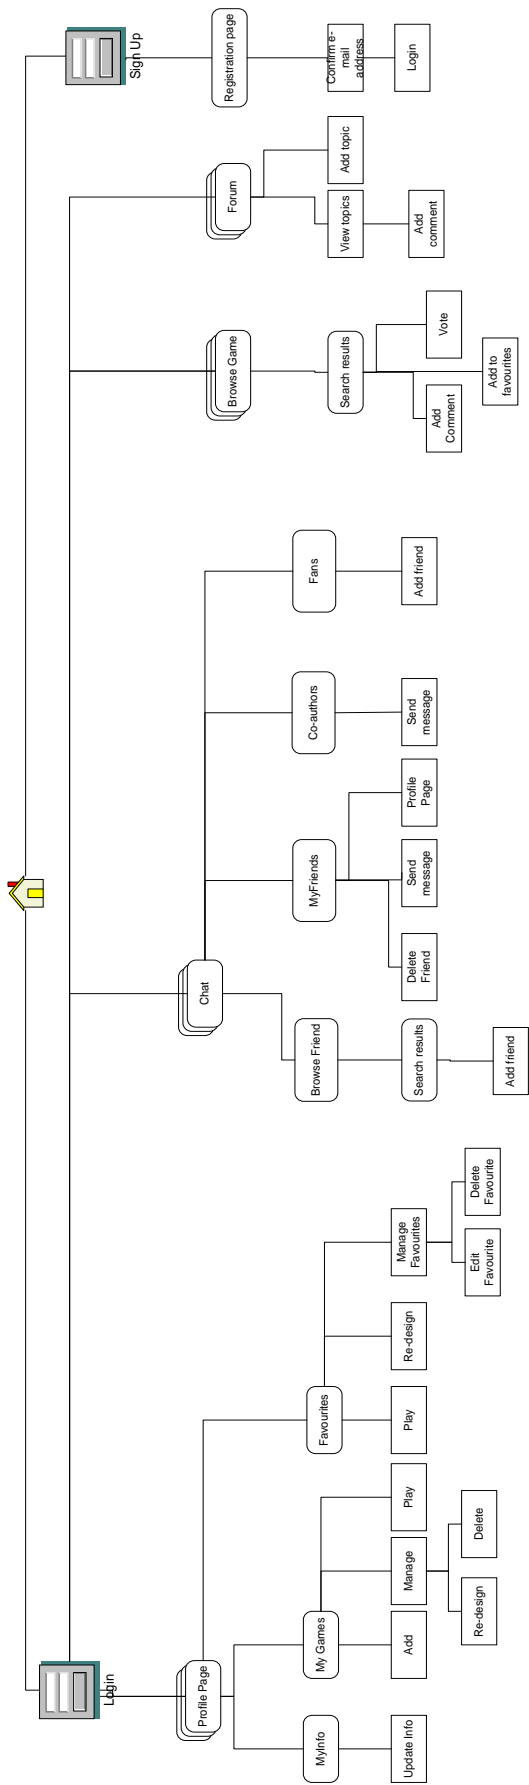 Login
Sign Up
Profile Page
Chat
Browse Game
Forum
Registration page
MyInfo
My Games
Favourites
Browse Friend
MyFriends
Co-authors
Fans
Search results
View topics
Add topic
Confirm e-
mail
address
Update Info
Add
Manage
Play
Play
Re-design
Manage
Favourites
Search results
Delete
Friend
Send
message
Profile
Page
Send
message
Add friend
Add
Comment
Vote
Add
comment
Login
Re-design
Delete
Edit
Favourite
Delete
Favourite
Add friend
Add to
favourites